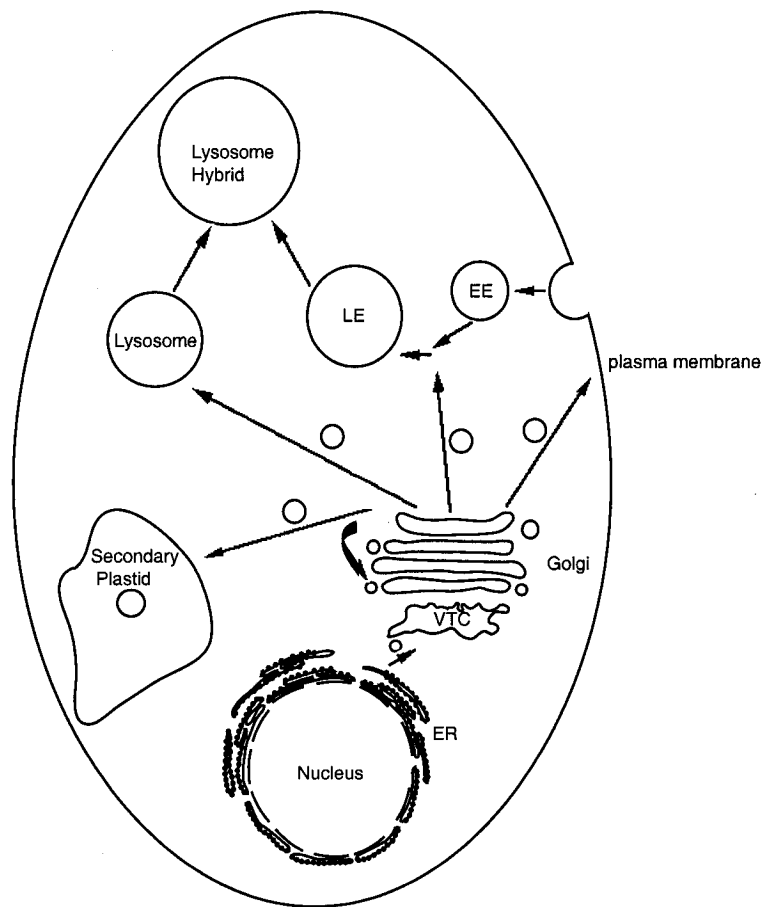 Lysosome
Hybrid
EE
LE
Lysosome
plasma membrane
Secondary
Plastid
Golgi
VTC
ER
Nucleus